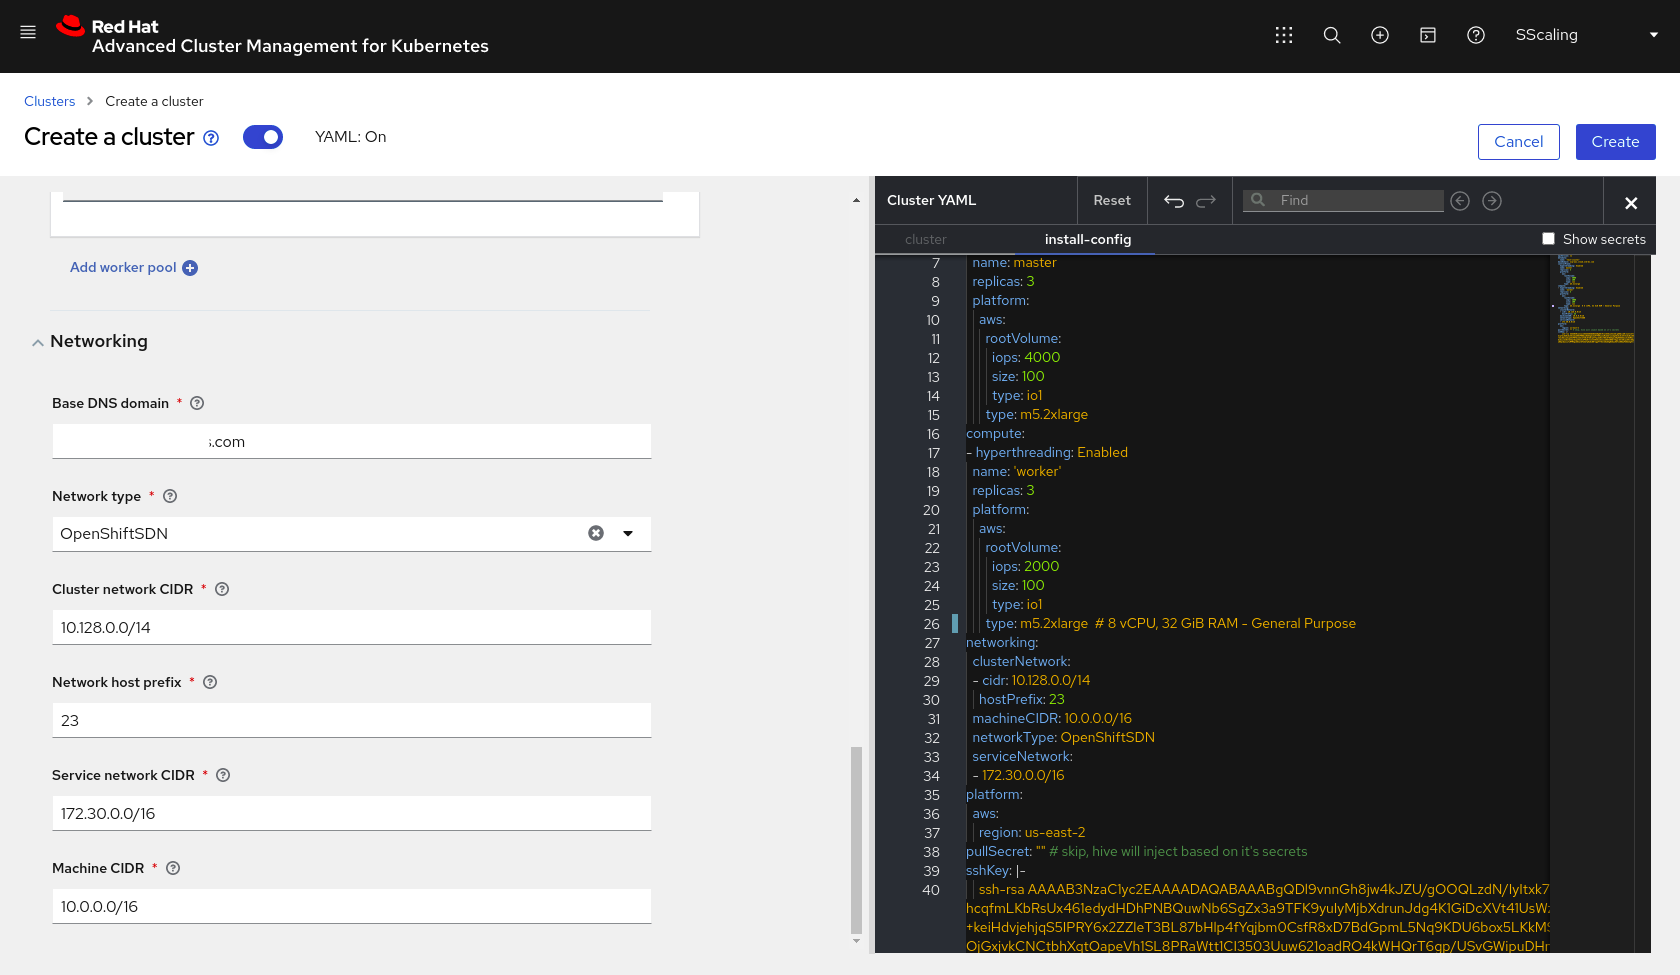 Red Hat
Advanced Cluster Management for Kubernetes
SScaling
Clusters > Create a cluster
Create a cluster
YAML: On
Cancel
Create
Add worker pool
Networking
Base DNS domain *
.com
Network type *
OpenShiftSDN
Cluster network CIDR *
10.128.0.0/14
Network host prefix *
23
Service network CIDR *
172.30.0.0/16
Machine CIDR *
10.0.0.0/16
Cluster YAML
Reset
Find
cluster
install-config
Show secrets
7 name: master
8 replicas: 3
9 platform:
10 aws:
11 rootVolume:
12 iops: 4000
13 size: 100
14 type: io1
15 type: m5.2xlarge
16 compute:
17 - hyperthreading: Enabled
18 name: 'worker'
19 replicas: 3
20 platform:
21 aws:
22 rootVolume:
23 iops: 2000
24 size: 100
25 type: io1
26 type: m5.2xlarge # 8 vCPU, 32 GiB RAM - General Purpose
27 networking:
28 clusterNetwork:
29 - cidr: 10.128.0.0/14
30 hostPrefix: 23
31 machineCIDR: 10.0.0.0/16
32 networkType: OpenShiftSDN
33 serviceNetwork:
34 - 172.30.0.0/16
35 platform:
36 aws:
37 region: us-east-2
38 pullSecret: "" # skip, hive will inject based on it's secrets
39 sshKey: |-
40 ssh-rsa